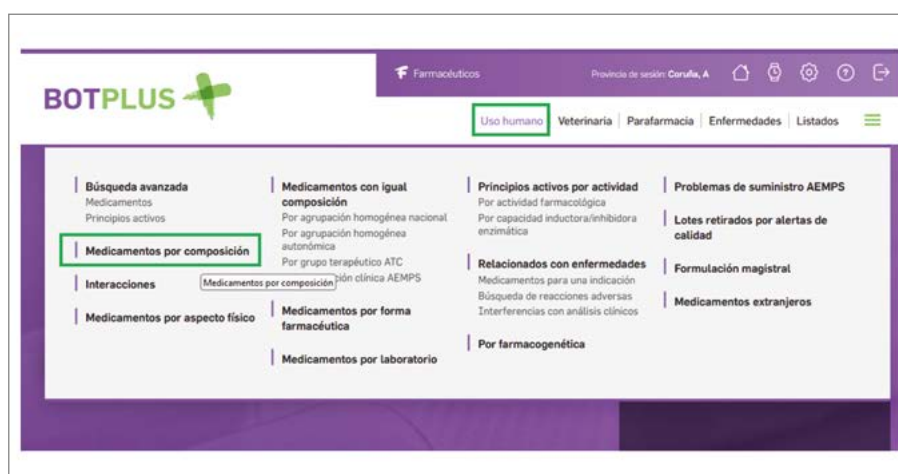 Farmacéuticos
Provincia de sesión: Coruña, A
BOTPLUS
Uso humano
Veterinaria
Parafarmacia
Enfermedades
Listados
Búsqueda avanzada
Medicamentos
Principios activos
Medicamentos por composición
Interacciones
Medicamentos por composición
Medicamentos por aspecto físico
Medicamentos con igual
composición
Por agrupación homogénea nacional
Por agrupación homogénea
autonómica
Por grupo terapéutico ATC
ción clínica AEMPS
Medicamentos por forma
farmacéutica
Medicamentos por laboratorio
Principios activos por actividad
Por actividad farmacológica
Por capacidad inductora/inhibidora
enzimática
Relacionados con enfermedades
Medicamentos para una indicación
Búsqueda de reacciones adversas
Interferencias con análisis clínicos
Por farmacogenética
Problemas de suministro AEMPS
Lotes retirados por alertas de
calidad
Formulación magistral
Medicamentos extranjeros